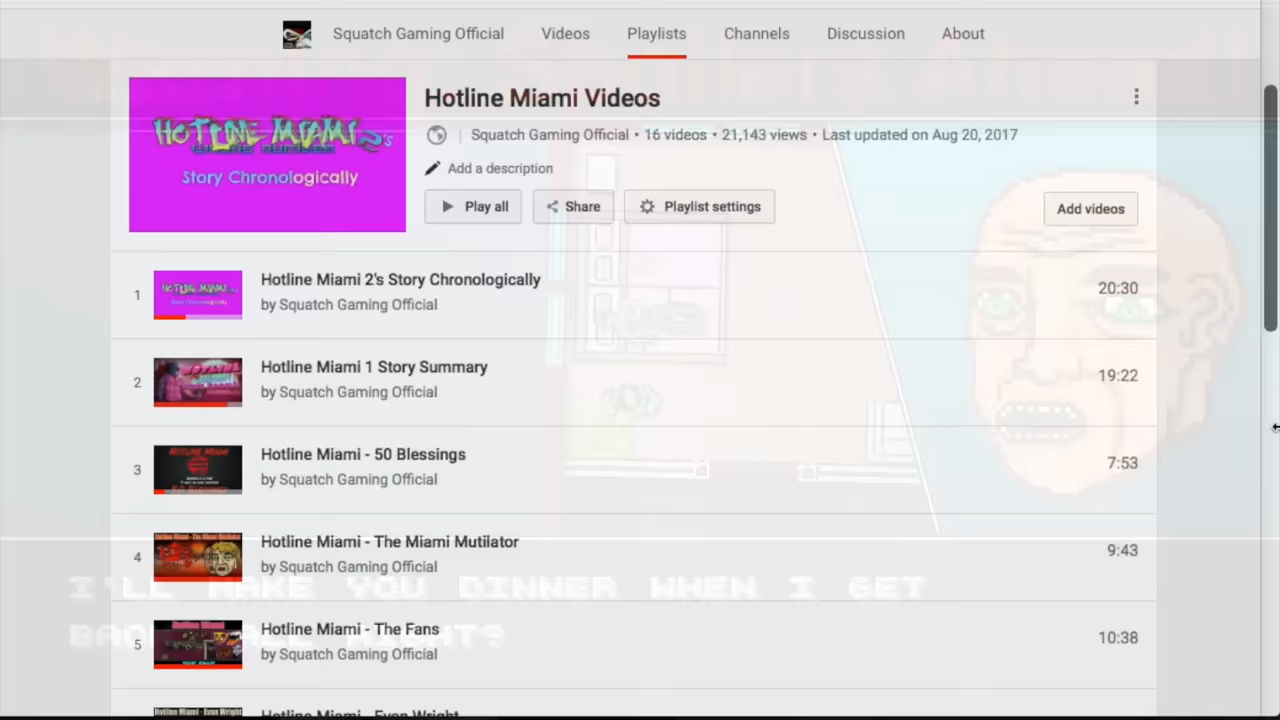 Squatch Gaming Official Videos Playlists Channels Discussion About
HOTLINE MIAMI 2's
Story Chronologically
Hotline Miami Videos
Squatch Gaming Official • 16 videos • 21,143 views • Last updated on Aug 20, 2017
Add a description
Play all Share Playlist settings Add videos
1 Hotline Miami 2's Story Chronologically 20:30
by Squatch Gaming Official
2 Hotline Miami 1 Story Summary 19:22
by Squatch Gaming Official
3 Hotline Miami - 50 Blessings 7:53
by Squatch Gaming Official
4 Hotline Miami - The Miami Mutilator 9:43
by Squatch Gaming Official
I'LL MAKE YOU DINNER WHEN I GET
5 Hotline Miami - The Fans 10:38
by Squatch Gaming Official
Hotline Miami - Evan Wright